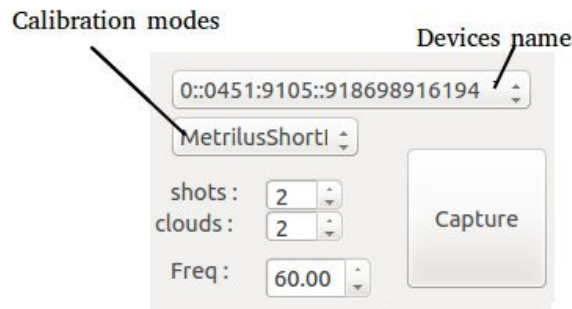 Calibration modes
Devices name
0::0451:9105::918698916194
MetrilusShortI
shots :
2
clouds :
2
Capture
Freq :
60.00